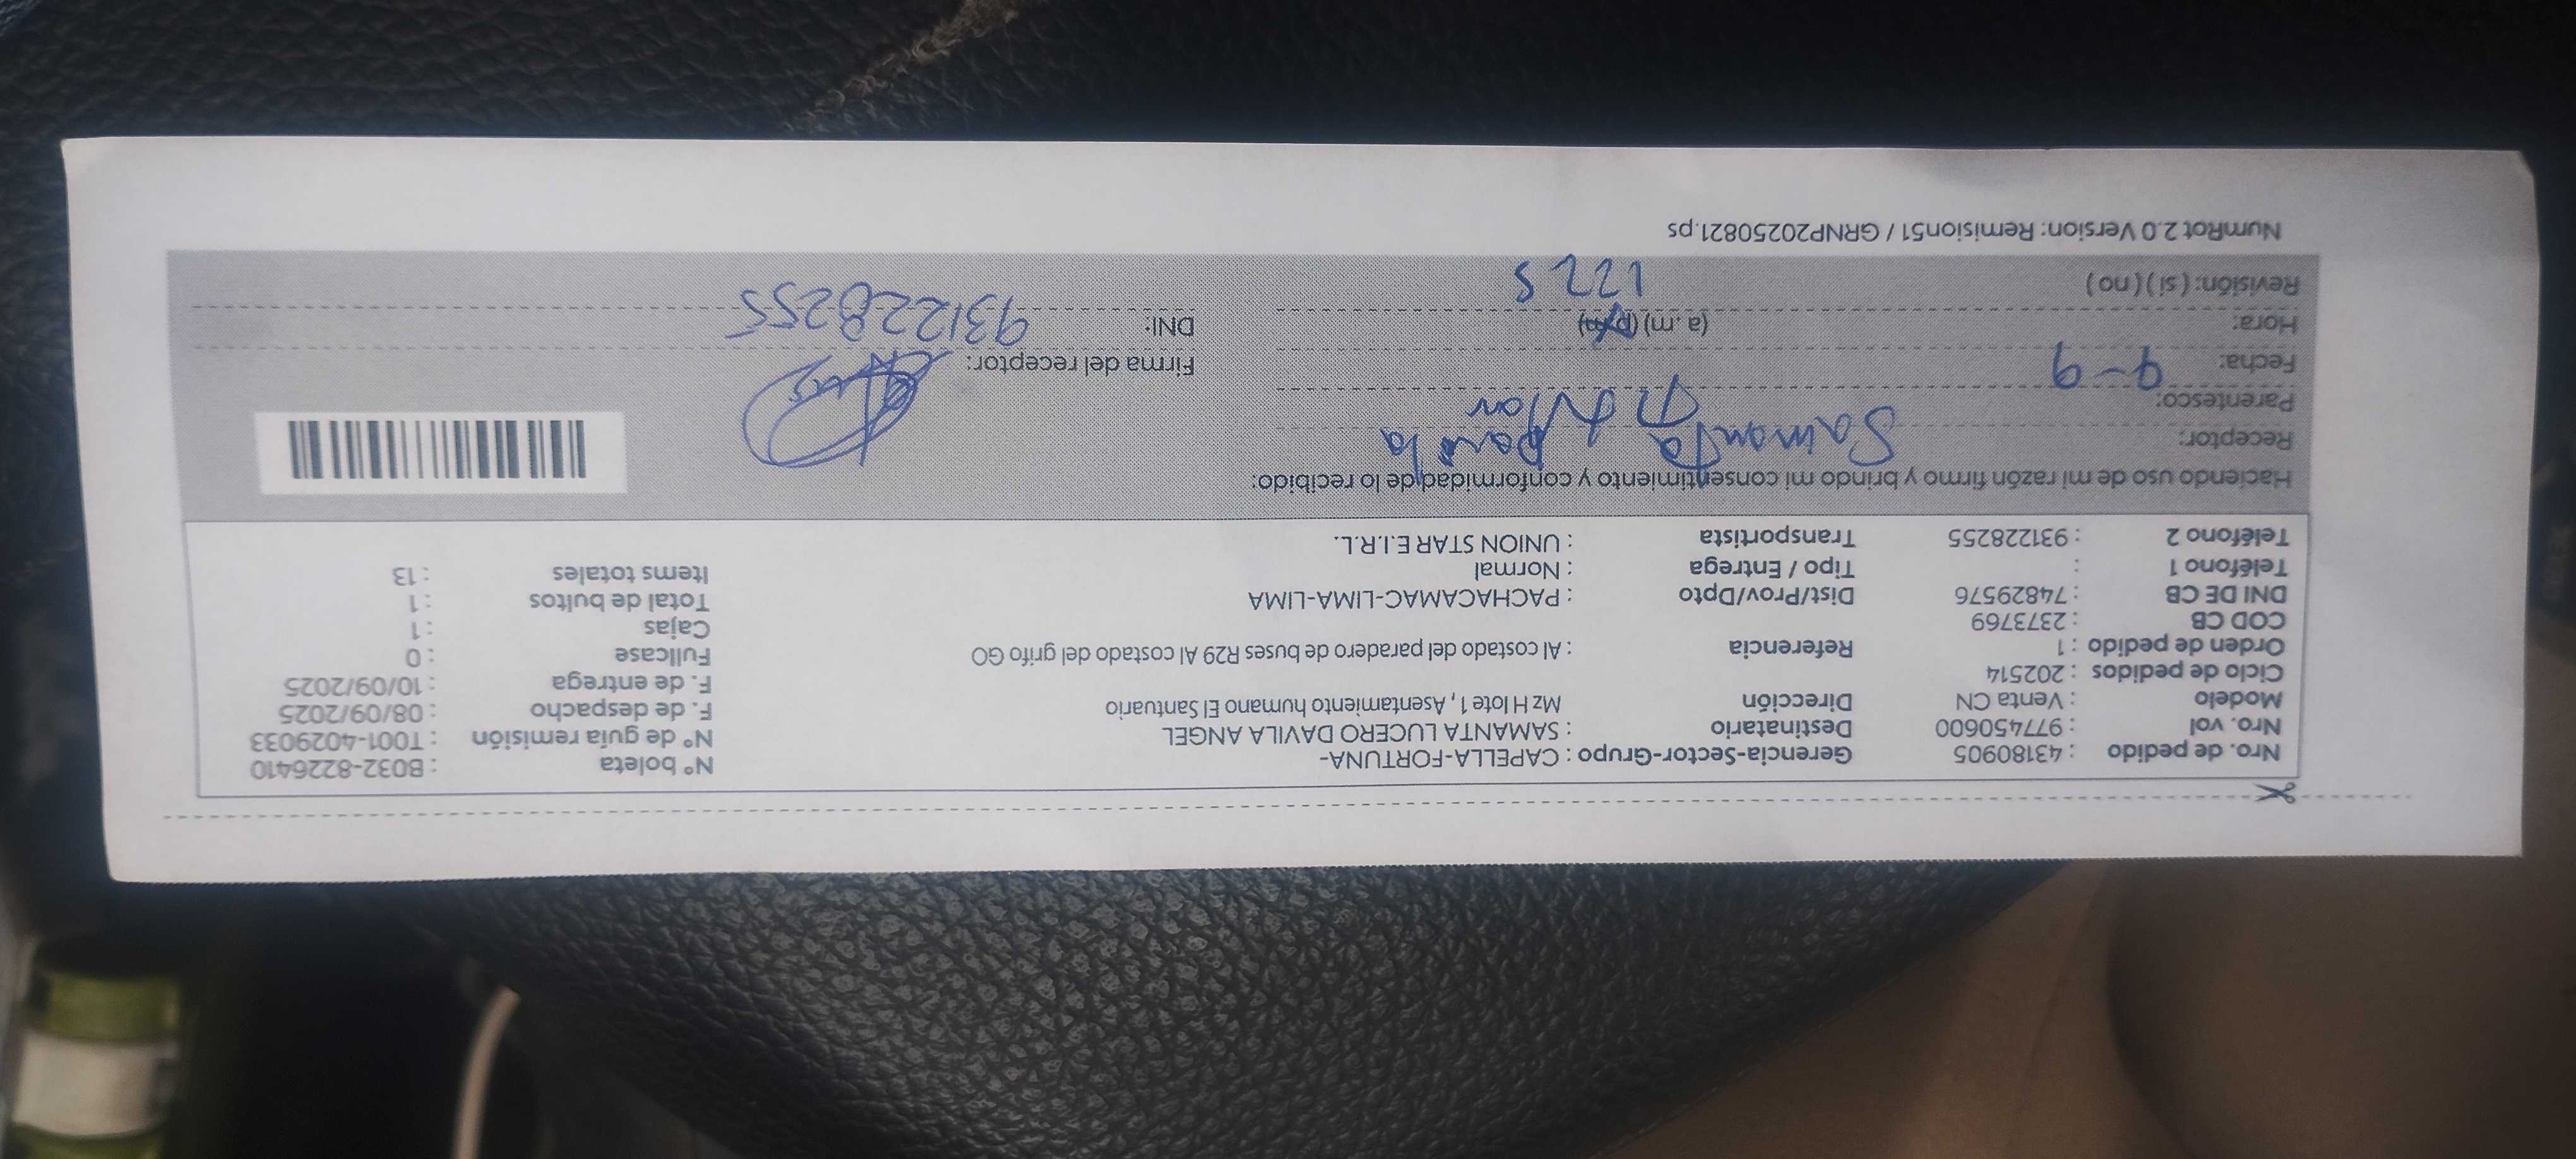 Nro. de pedido : 43180905 Gerencia-Sector-Grupo : CAPELLA-FORTUNA- N° boleta : B032-8226410
Nro. vol : 977450600 Destinatario : SAMANTA LUCERO DAVILA ANGEL N° de guía remisión : T001-4029033
Modelo : Venta CN Dirección Mz H lote 1 , Asentamiento humano El Santuario F. de despacho : 08/09/2025
Ciclo de pedidos : 202514 F. de entrega : 10/09/2025
Orden de pedido : 1 Referencia : Al costado del paradero de buses R29 Al costado del grifo GO Fullcase : 0
COD CB : 2373769 Cajas : 1
DNI DE CB : 74829576 Dist/Prov/Dpto : PACHACAMAC-LIMA-LIMA Total de bultos : 1
Teléfono 1 : Tipo / Entrega : Normal Items totales : 13
Teléfono 2 : 931228255 Transportista : UNION STAR E.I.R.L.
Haciendo uso de mi razón firmo y brindo mi consentimiento y conformidad de lo recibido:
Receptor: Samanta
Parentesco:
Fecha: 9-9 Firma del receptor:
Hora: (a .m) (p.m) DNI: 931228255
Revisión: ( si ) ( no ) 1225
NumRot 2.0 Version: Remision51 / GRNP20250821.ps